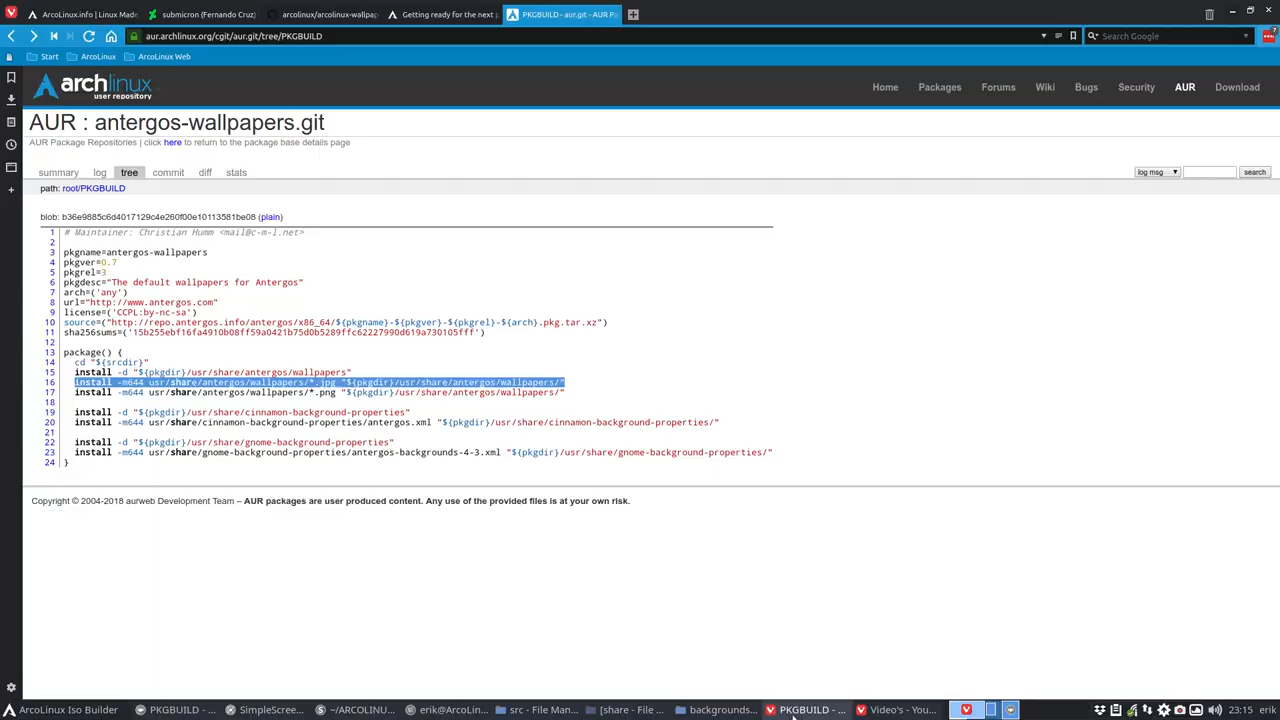 ArcoLinux.info | Linux Made submicron (Fernando Cruz) arcolinux/arcolinux-wallpap Getting ready for the next p PKGBUILD - aur.git - AUR P
aur.archlinux.org/cgit/aur.git/tree/PKGBUILD Search Google
Start ArcoLinux ArcoLinux Web
archlinux user repository
Home Packages Forums Wiki Bugs Security AUR Download
AUR : antergos-wallpapers.git
AUR Package Repositories | click here to return to the package base details page
summary log tree commit diff stats log msg search
path: root/PKGBUILD
blob: b36e9885c6d4017129c4e260f00e10113581be08 (plain)
1 # Maintainer: Christian Humm <mail@c-m-l.net>
2
3 pkgname=antergos-wallpapers
4 pkgver=0.7
5 pkgrel=3
6 pkgdesc="The default wallpapers for Antergos"
7 arch=('any')
8 url="http://www.antergos.com"
9 license=('CCPL:by-nc-sa')
10 source=("http://repo.antergos.info/antergos/x86_64/${pkgname}-${pkgver}-${pkgrel}-${arch}.pkg.tar.xz")
11 sha256sums=('15b255ebf16fa4910b08ff59a0421b75d0b5289ffc62227990d619a730105fff')
12
13 package() {
14 cd "${srcdir}"
15 install -d "${pkgdir}/usr/share/antergos/wallpapers"
16 install -m644 usr/share/antergos/wallpapers/*.jpg "${pkgdir}/usr/share/antergos/wallpapers/"
17 install -m644 usr/share/antergos/wallpapers/*.png "${pkgdir}/usr/share/antergos/wallpapers/"
18
19 install -d "${pkgdir}/usr/share/cinnamon-background-properties"
20 install -m644 usr/share/cinnamon-background-properties/antergos.xml "${pkgdir}/usr/share/cinnamon-background-properties/"
21
22 install -d "${pkgdir}/usr/share/gnome-background-properties"
23 install -m644 usr/share/gnome-background-properties/antergos-backgrounds-4-3.xml "${pkgdir}/usr/share/gnome-background-properties/"
24 }
Copyright © 2004-2018 aurweb Development Team – AUR packages are user produced content. Any use of the provided files is at your own risk.
ArcoLinux Iso Builder PKGBUILD - ... SimpleScree... ~/ARCOLINU... erik@ArcoLin... src - File Man... [share - File ... backgrounds... PKGBUILD - ... Video's - You... 23:15 erik